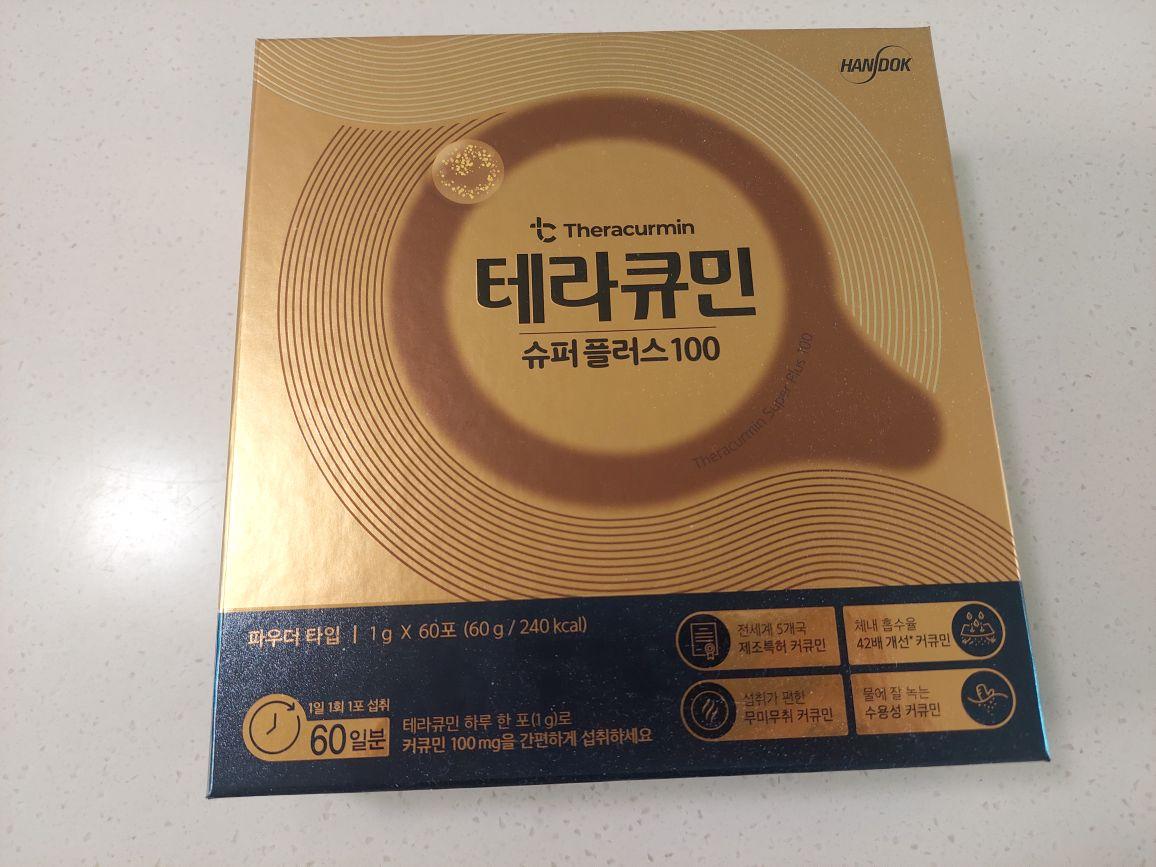 HANDOK
Theracurmin
테라큐민
슈퍼 플러스 100
Theracurmin Super Plus 100
파우더 타입 | 1g X 60포 (60g / 240 kcal)
1일 1회 1포 섭취
60일분
테라큐민 하루 한 포(1g)로
커큐민 100mg을 간편하게 섭취하세요
전세계 5개국
제조특허 커큐민
체내 흡수율
42배 개선* 커큐민
섭취가 편한
무미무취 커큐민
물에 잘 녹는
수용성 커큐민